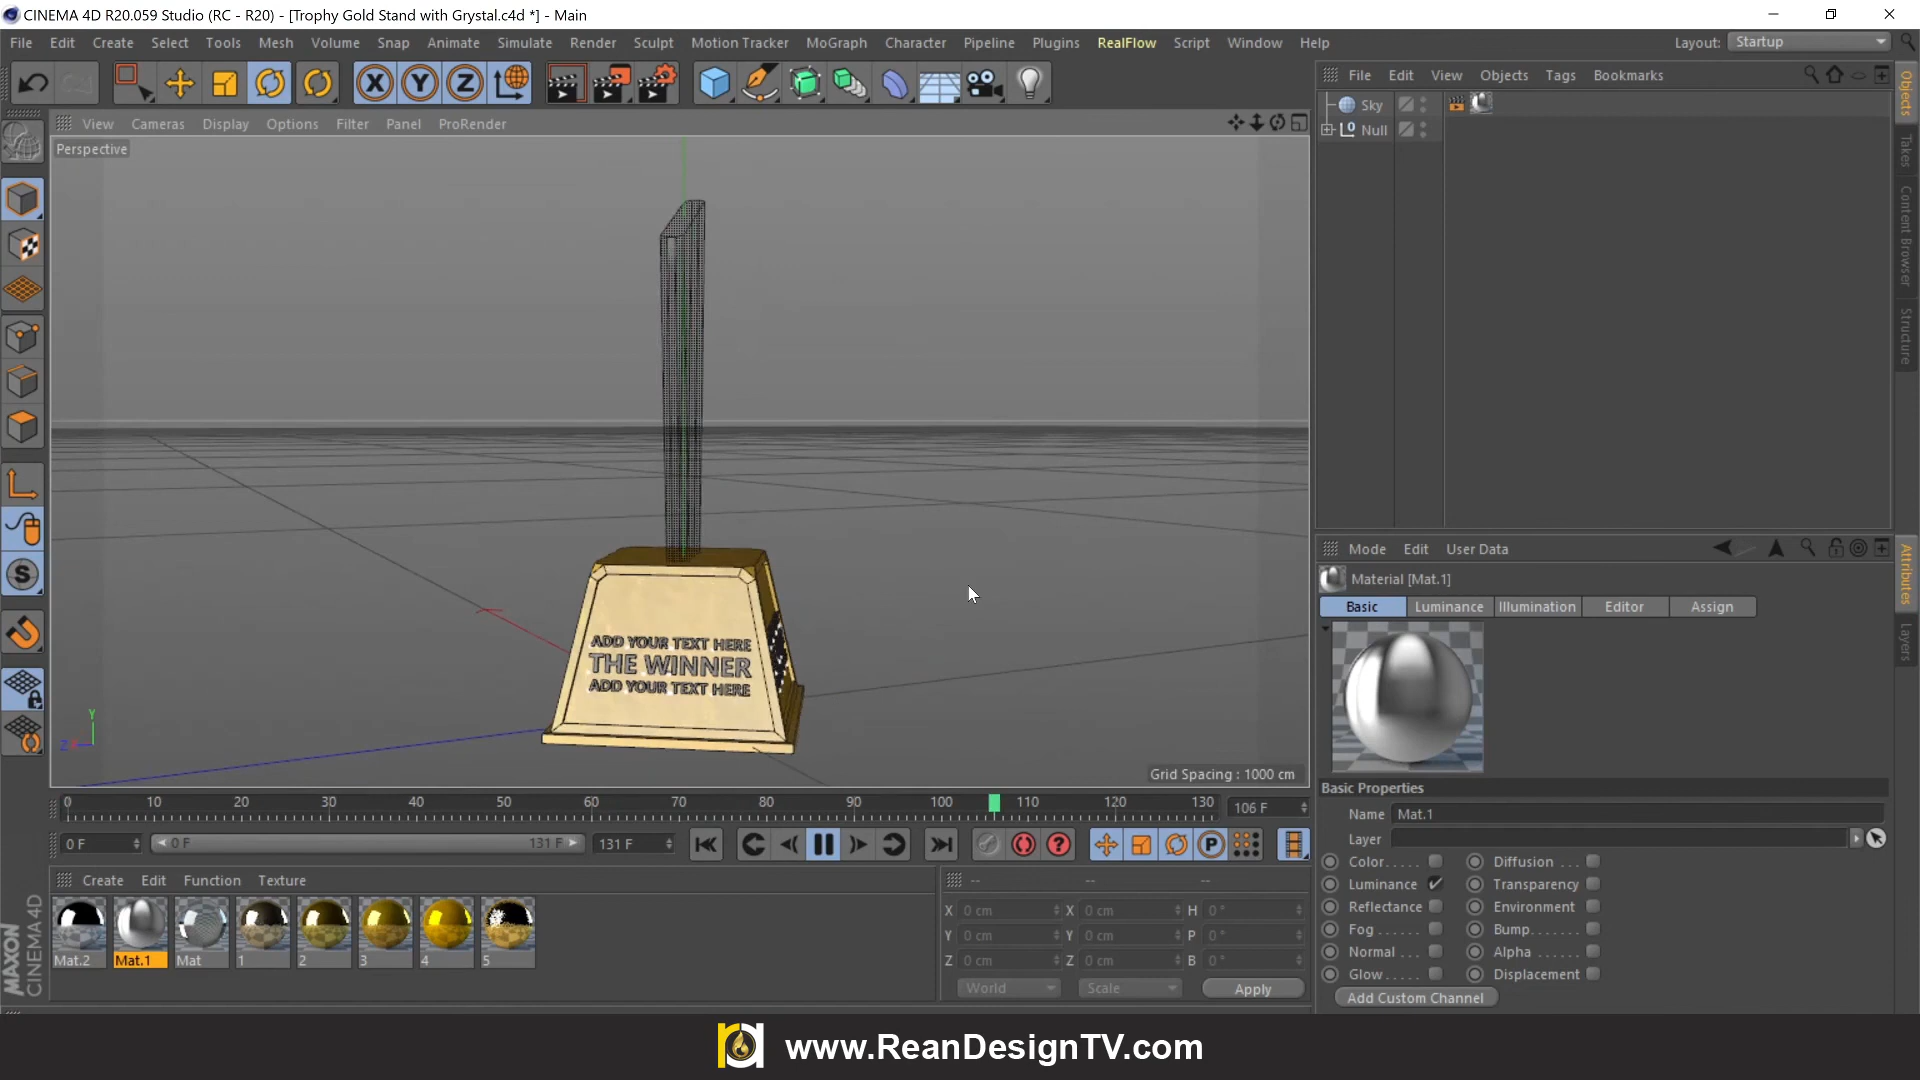 CINEMA 4D R20.059 Studio (RC - R20) - [Trophy Gold Stand with Grystal.c4d *] - Main
File Edit Create Select Tools Mesh Volume Snap Animate Simulate Render Sculpt Motion Tracker MoGraph Character Pipeline Plugins RealFlow Script Window Help Layout: Startup
X Y Z
File Edit View Objects Tags Bookmarks
Sky
Null
View Cameras Display Options Filter Panel ProRender
Perspective
ADD YOUR TEXT HERE
THE WINNER
ADD YOUR TEXT HERE
Y
Z X
Grid Spacing : 1000 cm
Objects
Takes
Content Browser
Structure
Attributes
Layers
Mode Edit User Data
Material [Mat.1]
Basic Luminance Illumination Editor Assign
Basic Properties
Name Mat.1
Layer
Color..... Diffusion ...
Luminance Transparency
Reflectance Environment
Fog...... Bump.......
Normal ... Alpha ......
Glow..... Displacement
Add Custom Channel
0 10 20 30 40 50 60 70 80 90 100 110 120 130 106 F
0 F 0 F 131 F 131 F
P
Create Edit Function Texture
Mat.2 Mat.1 Mat 1 2 3 4 5
-- -- --
X 0 cm X 0 cm H 0 °
Y 0 cm Y 0 cm P 0 °
Z 0 cm Z 0 cm B 0 °
World Scale Apply
MAXON
CINEMA 4D
www.ReanDesignTV.com